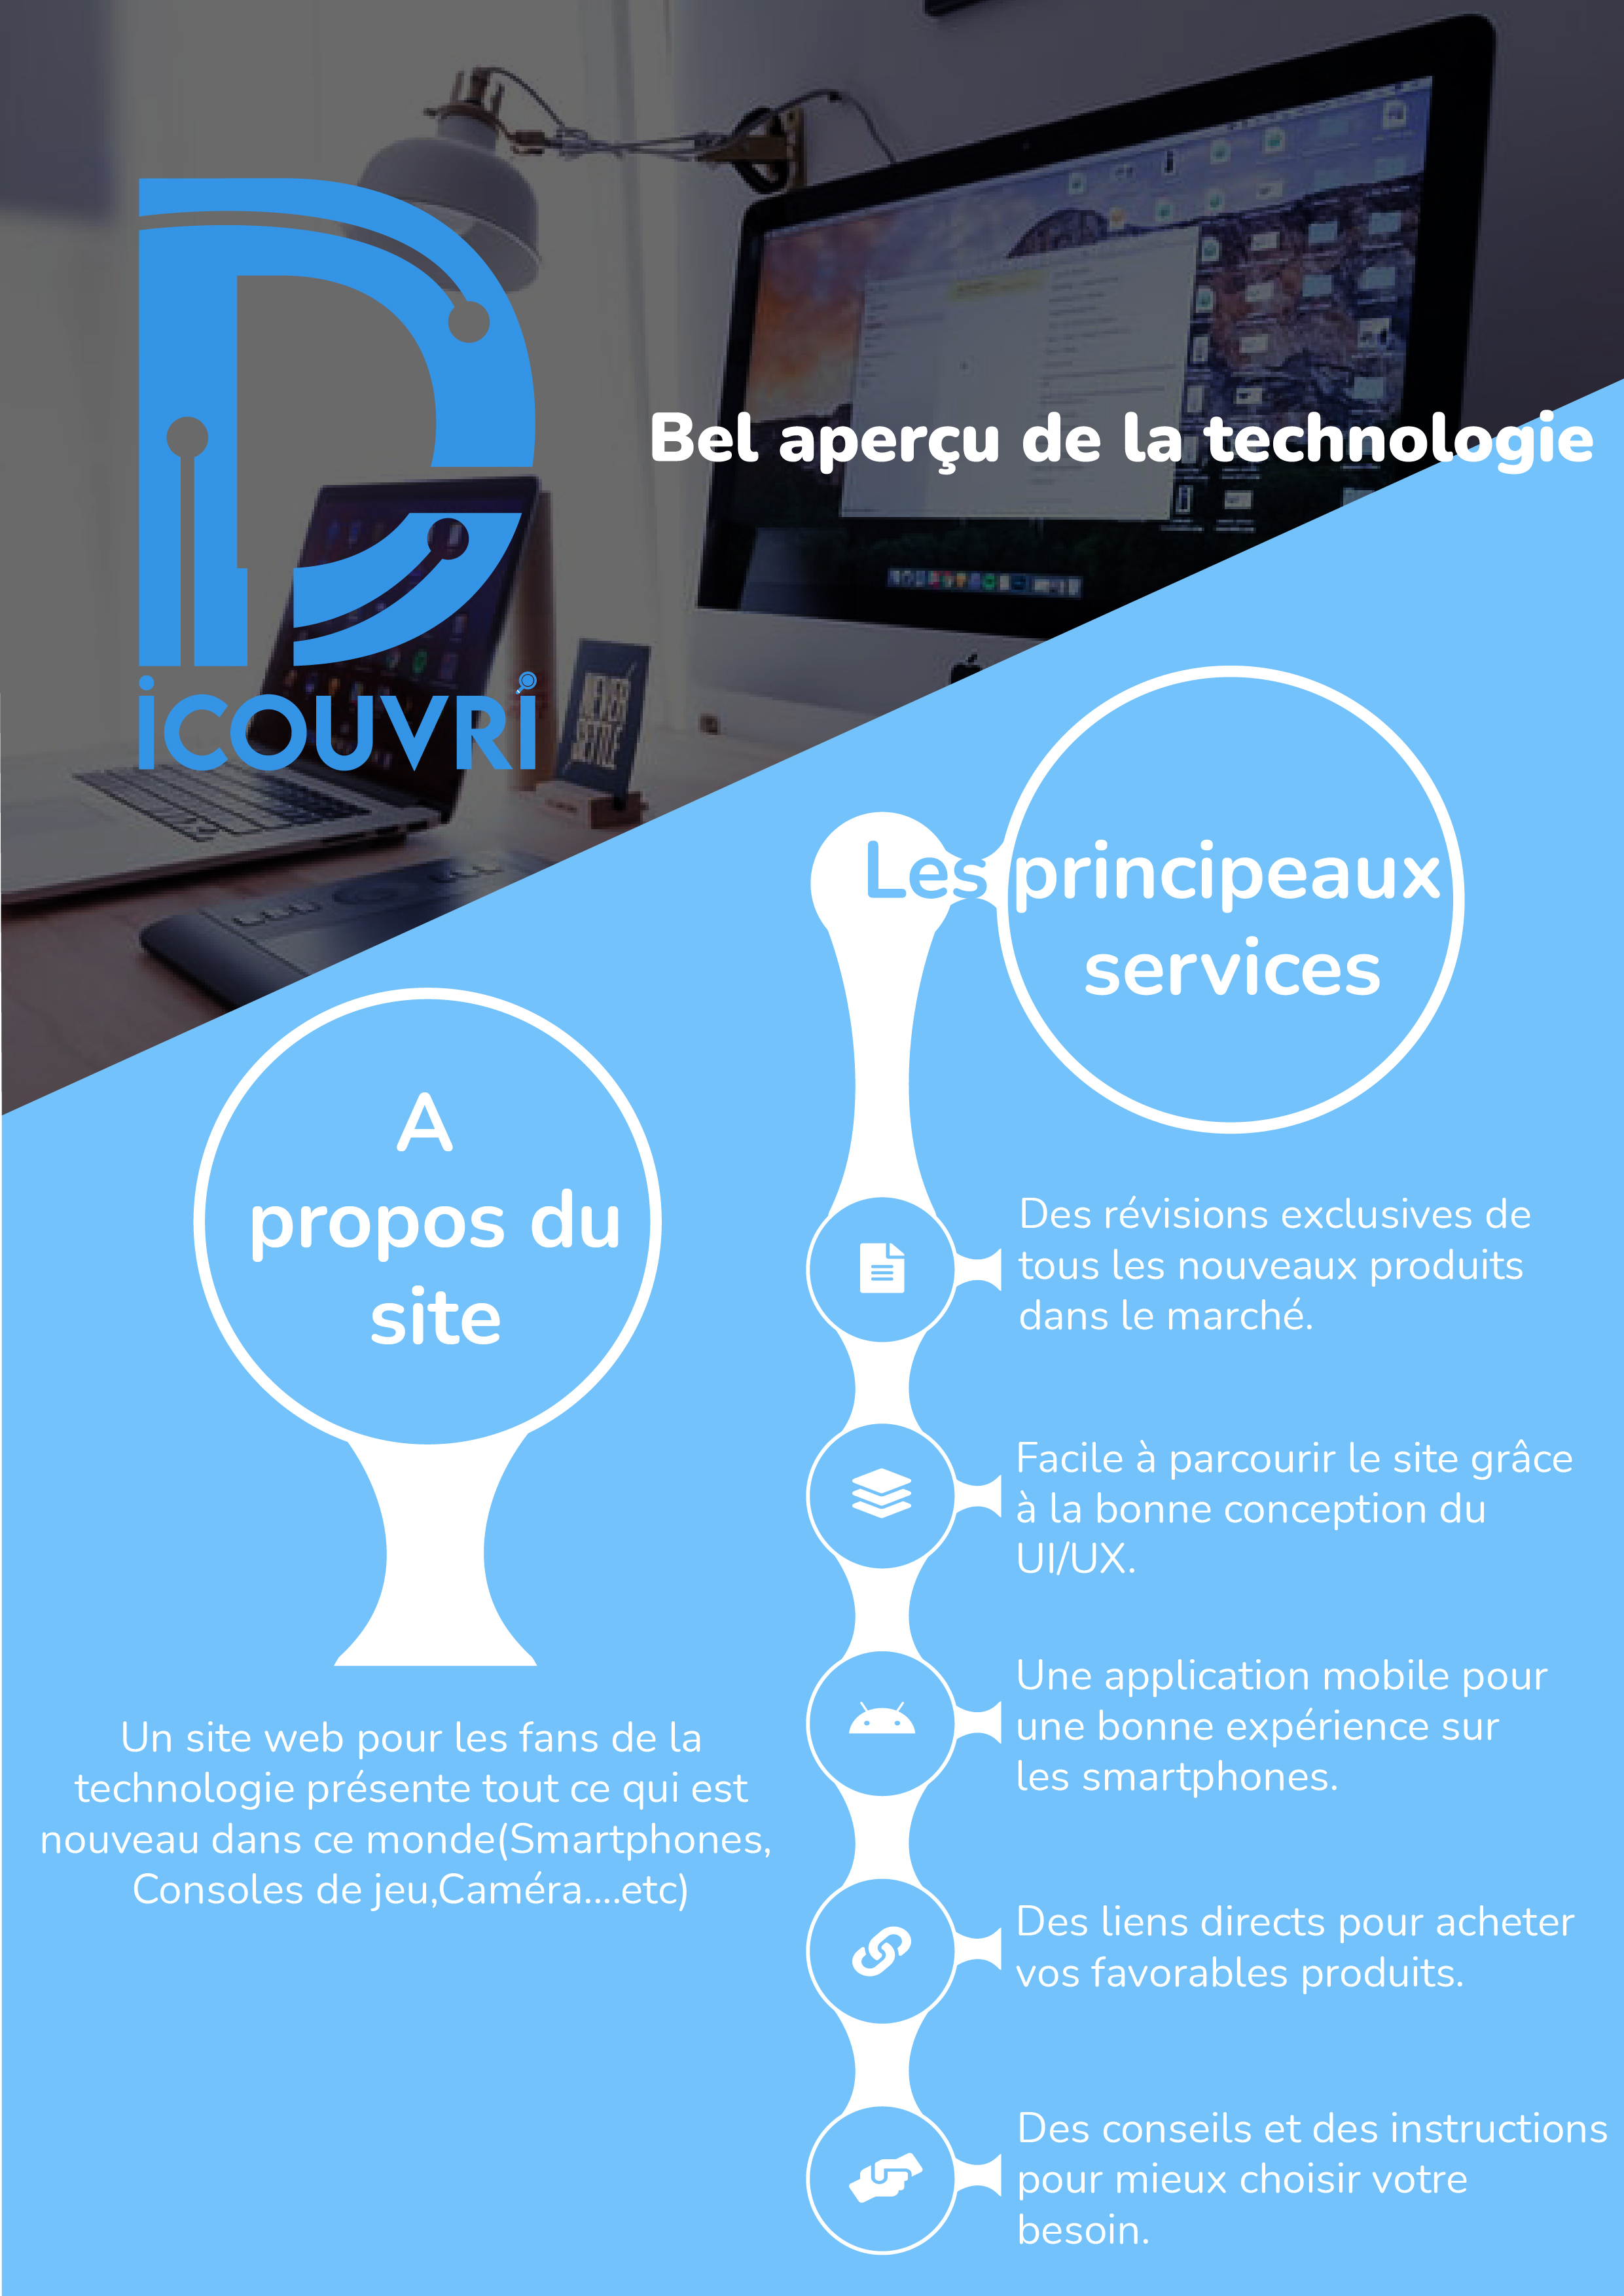 D
iCOUVRi
Bel aperçu de la technologie
NEVER
SETTLE
A
propos du
site
Un site web pour les fans de la
technologie présente tout ce qui est
nouveau dans ce monde(Smartphones,
Consoles de jeu,Caméra....etc)
Les principeaux
services
Des révisions exclusives de
tous les nouveaux produits
dans le marché.
Facile à parcourir le site grâce
à la bonne conception du
UI/UX.
Une application mobile pour
une bonne expérience sur
les smartphones.
Des liens directs pour acheter
vos favorables produits.
Des conseils et des instructions
pour mieux choisir votre
besoin.